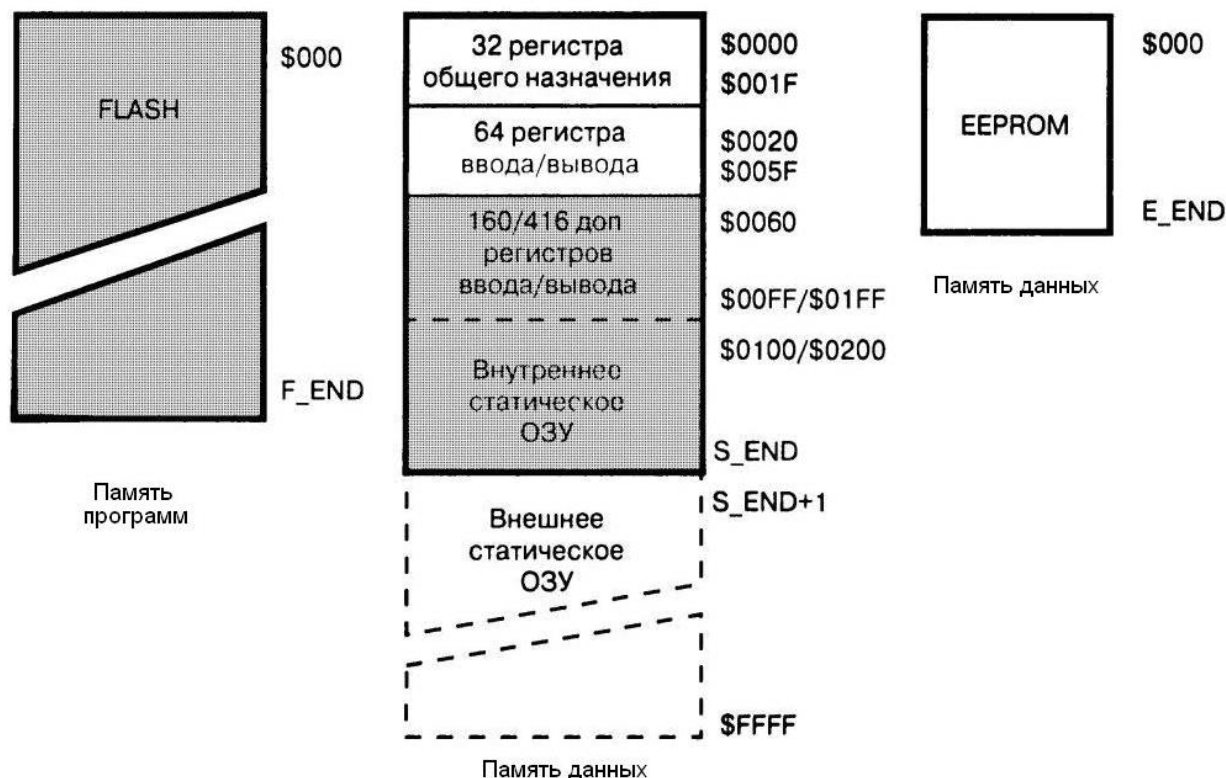 $000
FLASH
F_END
Память
программ
32 регистра
общего назначения
$0000
$001F
64 регистра
ввода/вывода
$0020
$005F
160/416 доп
регистров
ввода/вывода
$0060
$00FF/$01FF
$0100/$0200
Внутреннее
статическое
ОЗУ
S_END
S_END+1
Внешнее
статическое
ОЗУ
$FFFF
Память данных
$000
EEPROM
E_END
Память данных